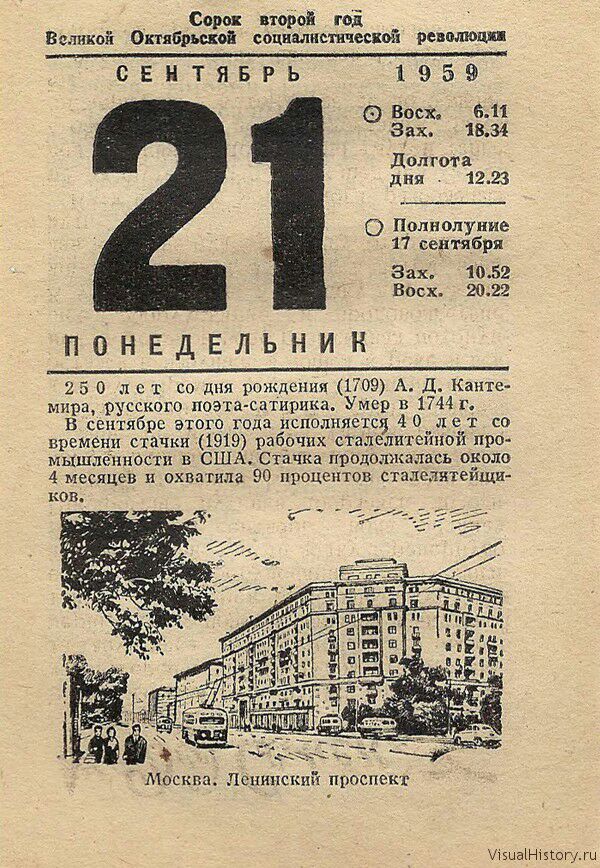 Сорок второй год
Великой Октябрьской социалистической революции
СЕНТЯБРЬ 1959
21
Восх. 6.11
Зах. 18.34
Долгота
дня 12.23
Полнолуние
17 сентября
Зах. 10.52
Восх. 20.22
ПОНЕДЕЛЬНИК
250 лет со дня рождения (1709) А. Д. Канте-
мира, русского поэта-сатирика. Умер в 1744 г.
В сентябре этого года исполняется 40 лет со
времени стачки (1919) рабочих сталелитейной про-
мышленности в США. Стачка продолжалась около
4 месяцев и охватила 90 процентов сталелятейщи-
ков.
Москва. Ленинский проспект
VisualHistory.ru